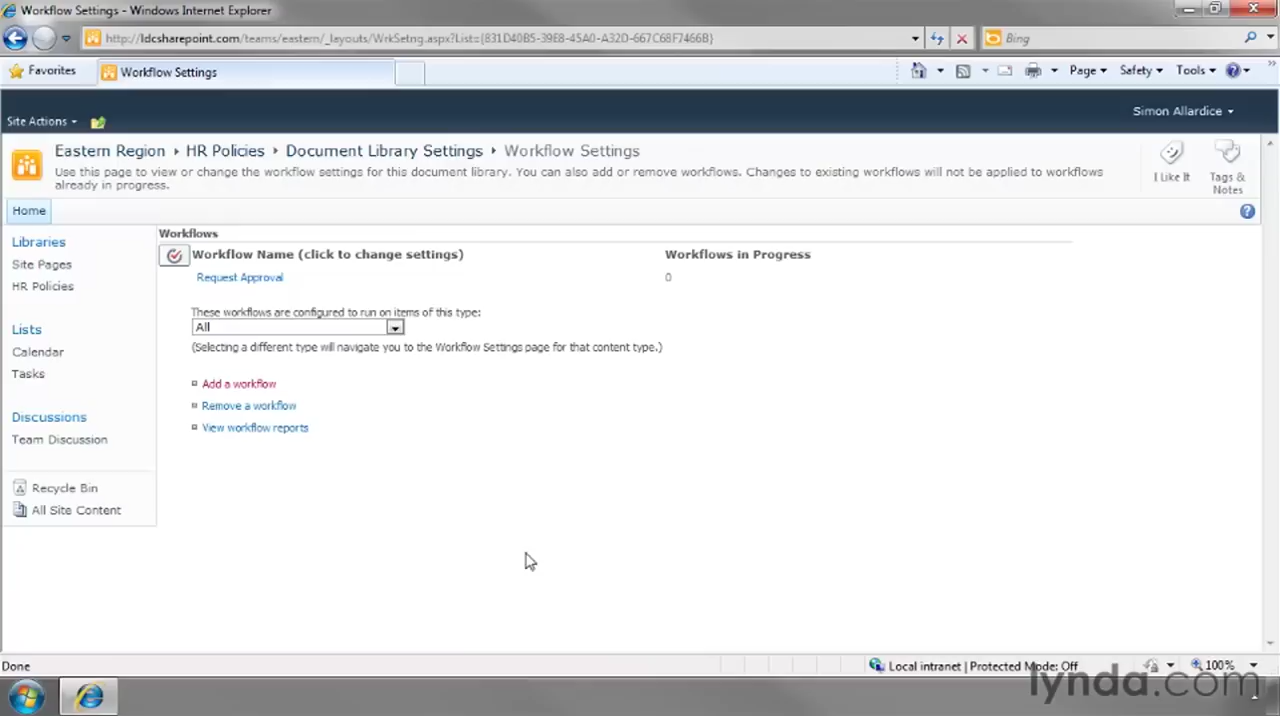 Workflow Settings - Windows Internet Explorer
http://ldcsharepoint.com/teams/eastern/_layouts/WrkSetng.aspx?List={831D40B5-39E8-45A0-A32D-667C68F7466B}
Bing
Favorites
Workflow Settings
Page
Safety
Tools
Site Actions
Simon Allardice
Eastern Region
HR Policies
Document Library Settings
Workflow Settings
Use this page to view or change the workflow settings for this document library. You can also add or remove workflows. Changes to existing workflows will not be applied to workflows
already in progress.
I Like It
Tags &
Notes
Home
Libraries
Site Pages
HR Policies
Lists
Calendar
Tasks
Discussions
Team Discussion
Recycle Bin
All Site Content
Workflows
Workflow Name (click to change settings)
Workflows in Progress
Request Approval
0
These workflows are configured to run on items of this type:
All
(Selecting a different type will navigate you to the Workflow Settings page for that content type.)
Add a workflow
Remove a workflow
View workflow reports
Done
Local intranet | Protected Mode: Off
100%
lynda.com